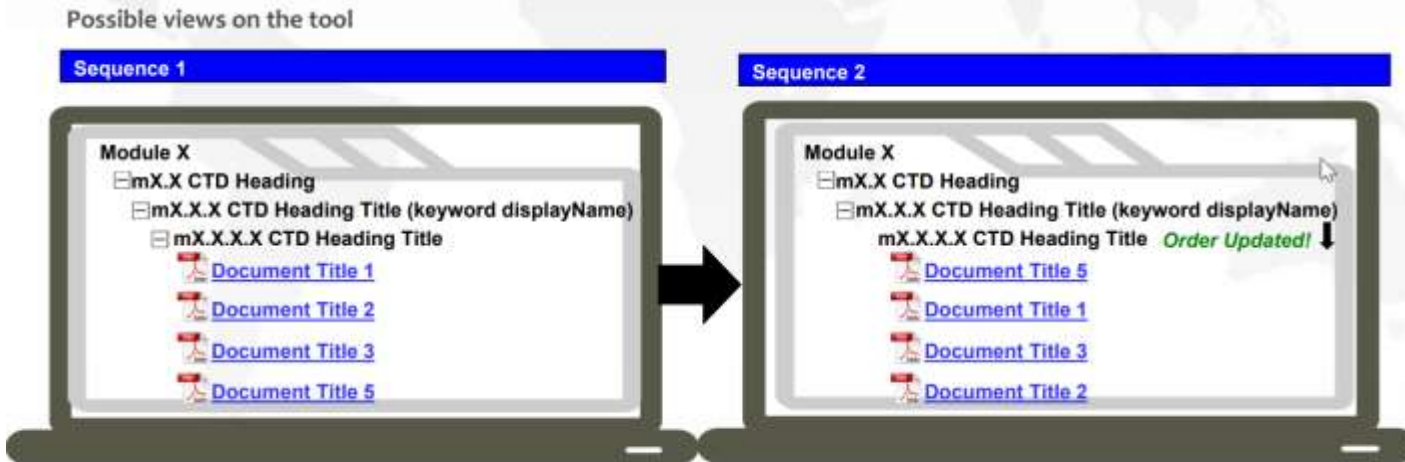 Possible views on the tool
Sequence 1
Module X
mX.X CTD Heading
mX.X.X CTD Heading Title (keyword displayName)
mX.X.X.X CTD Heading Title
Document Title 1
Document Title 2
Document Title 3
Document Title 5
Sequence 2
Module X
mX.X CTD Heading
mX.X.X CTD Heading Title (keyword displayName)
mX.X.X.X CTD Heading Title Order Updated!
Document Title 5
Document Title 1
Document Title 3
Document Title 2